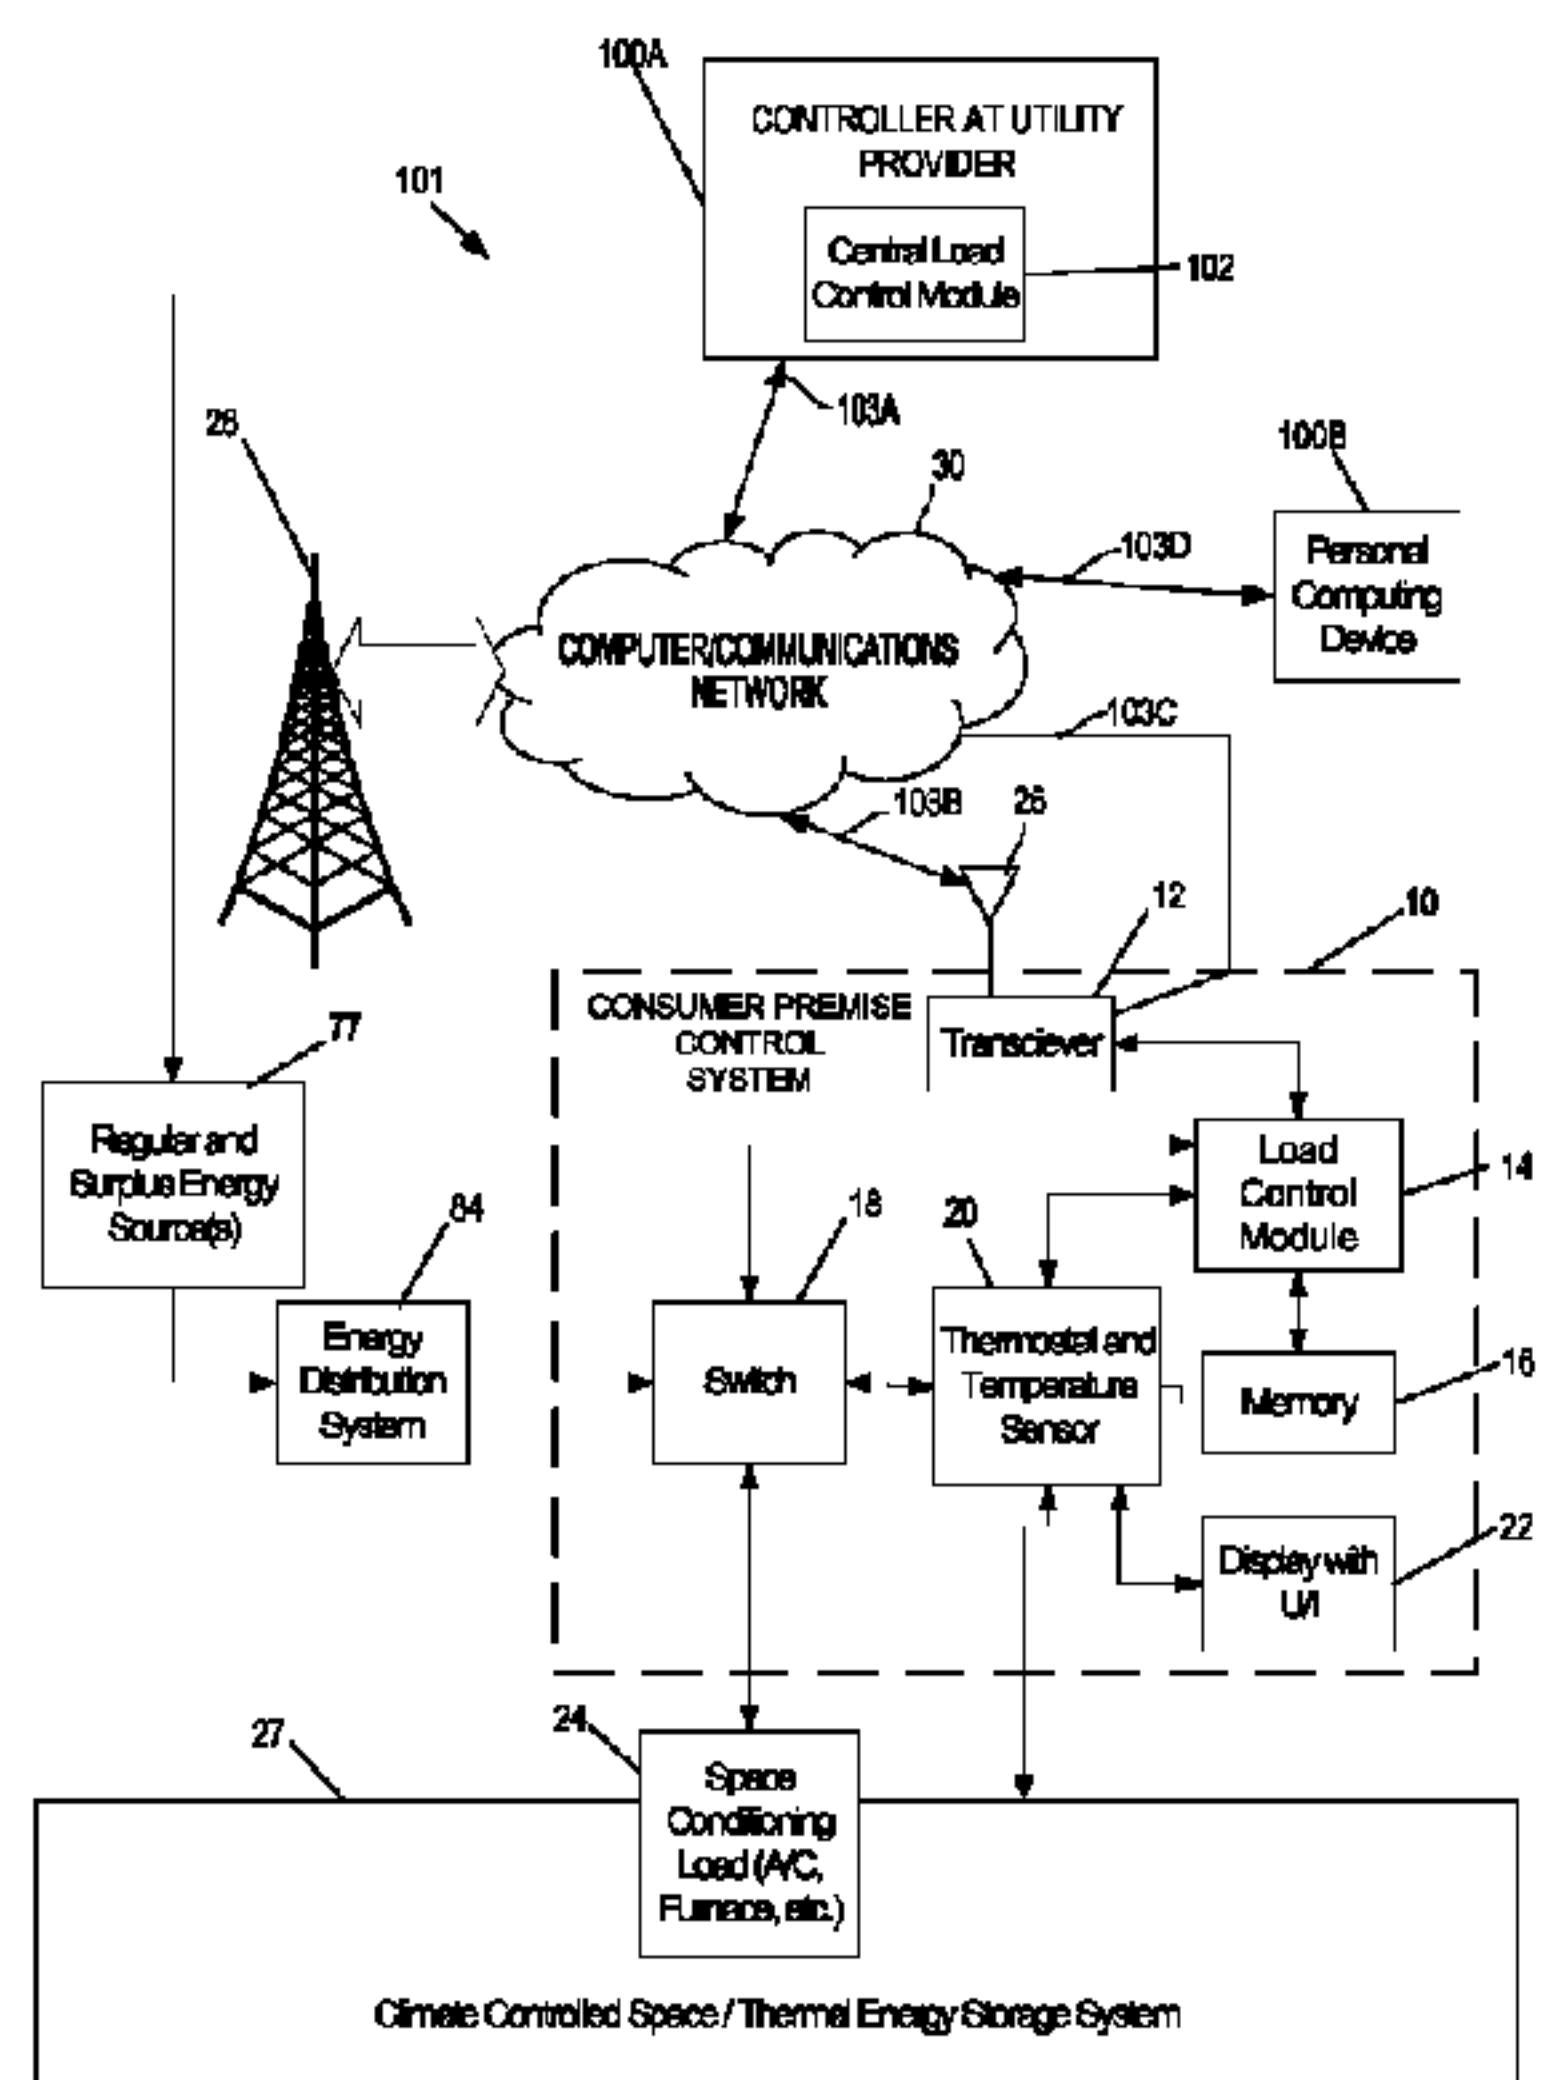 100A
CONTROLLER AT UTILITY
PROVIDER
101
Central Load
Control Module
102
103A
28
100B
30
103D
Personal
Computing
Device
COMPUTER/COMMUNICATIONS
NETWORK
103C
103B
26
12
10
CONSUMER PREMISE
CONTROL
SYSTEM
Transciever
77
Regular and
Surplus Energy
Source(s)
Load
Control
Module
14
84
18
20
Energy
Distribution
System
Switch
Thermostat and
Temperature
Sensor
16
Memory
22
Display with
U/I
24
27
Space
Conditioning
Load (A/C,
Furnace, etc.)
Climate Controlled Space / Thermal Energy Storage System